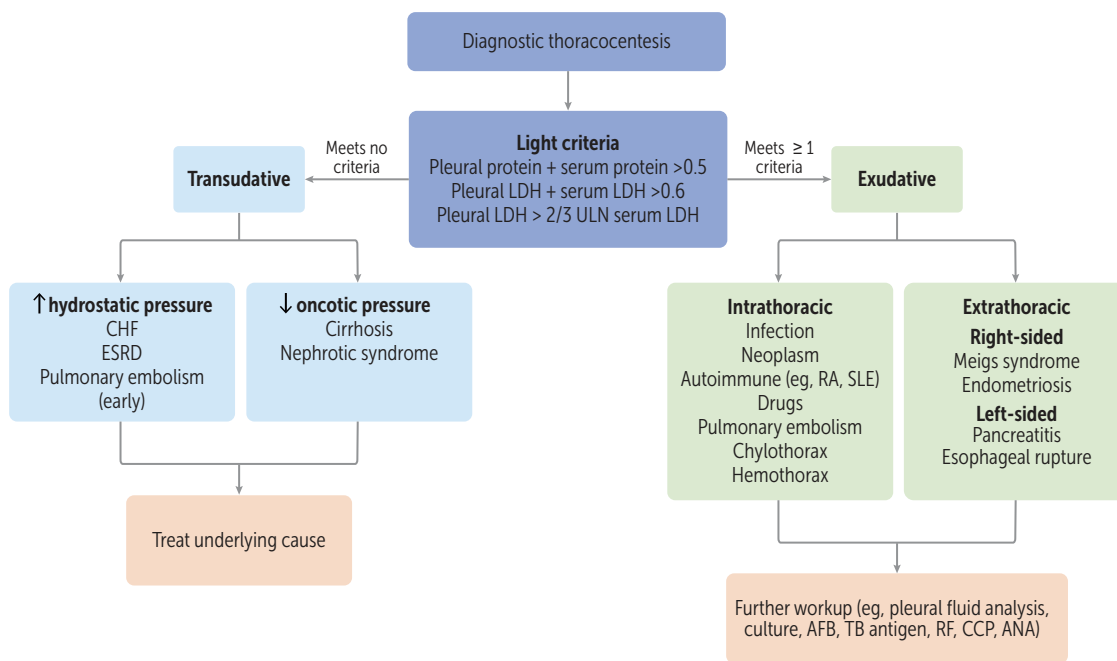 Diagnostic thoracocentesis
Light criteria
Pleural protein + serum protein >0.5
Pleural LDH + serum LDH >0.6
Pleural LDH > 2/3 ULN serum LDH
Meets no
criteria
Meets ≥ 1
criteria
Transudative
Exudative
↑ hydrostatic pressure
CHF
ESRD
Pulmonary embolism
(early)
↓ oncotic pressure
Cirrhosis
Nephrotic syndrome
Intrathoracic
Infection
Neoplasm
Autoimmune (eg, RA, SLE)
Drugs
Pulmonary embolism
Chylothorax
Hemothorax
Extrathoracic
Right-sided
Meigs syndrome
Endometriosis
Left-sided
Pancreatitis
Esophageal rupture
Treat underlying cause
Further workup (eg, pleural fluid analysis,
culture, AFB, TB antigen, RF, CCP, ANA)